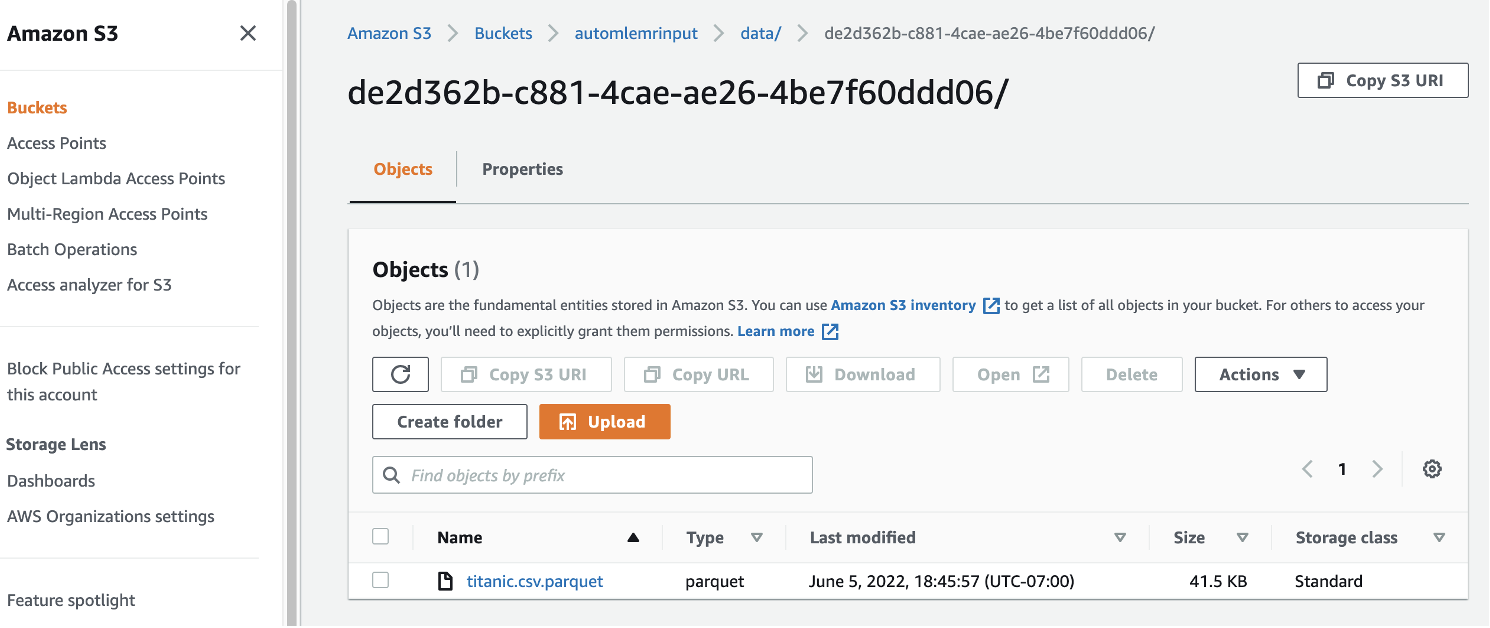 Amazon S3
Buckets
Access Points
Object Lambda Access Points
Multi-Region Access Points
Batch Operations
Access analyzer for S3
Block Public Access settings for
this account
Storage Lens
Dashboards
AWS Organizations settings
Feature spotlight
Amazon S3 Buckets automlemrinput data/ de2d362b-c881-4cae-ae26-4be7f60ddd06/
de2d362b-c881-4cae-ae26-4be7f60ddd06/
Copy S3 URI
Objects Properties
Objects (1)
Objects are the fundamental entities stored in Amazon S3. You can use Amazon S3 inventory to get a list of all objects in your bucket. For others to access your
objects, you'll need to explicitly grant them permissions. Learn more
Copy S3 URI Copy URL Download Open Delete Actions
Create folder Upload
Find objects by prefix
1
Name Type Last modified Size Storage class
titanic.csv.parquet parquet June 5, 2022, 18:45:57 (UTC-07:00) 41.5 KB Standard